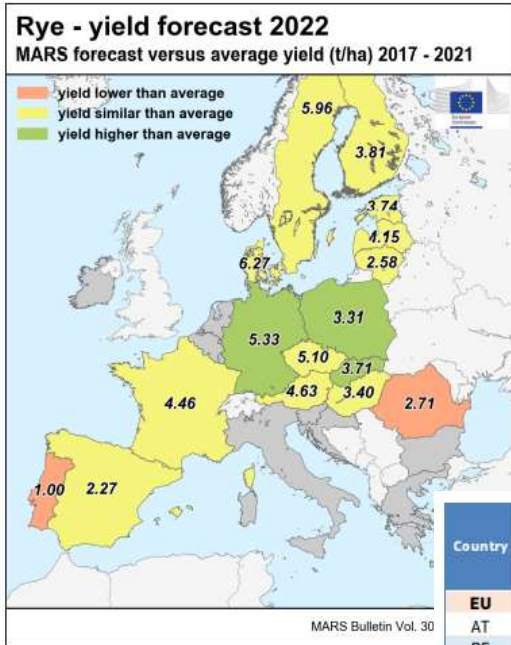 Rye - yield forecast 2022
MARS forecast versus average yield (t/ha) 2017 - 2021
yield lower than average
yield similar than average
yield higher than average
European
Commission
5.96
3.81
3.74
4.15
6.27
2.58
3.31
5.33
5.10
3.71
4.46
4.63
3.40
2.71
1.00
2.27
Country
MARS Bulletin Vol. 30
EU
AT